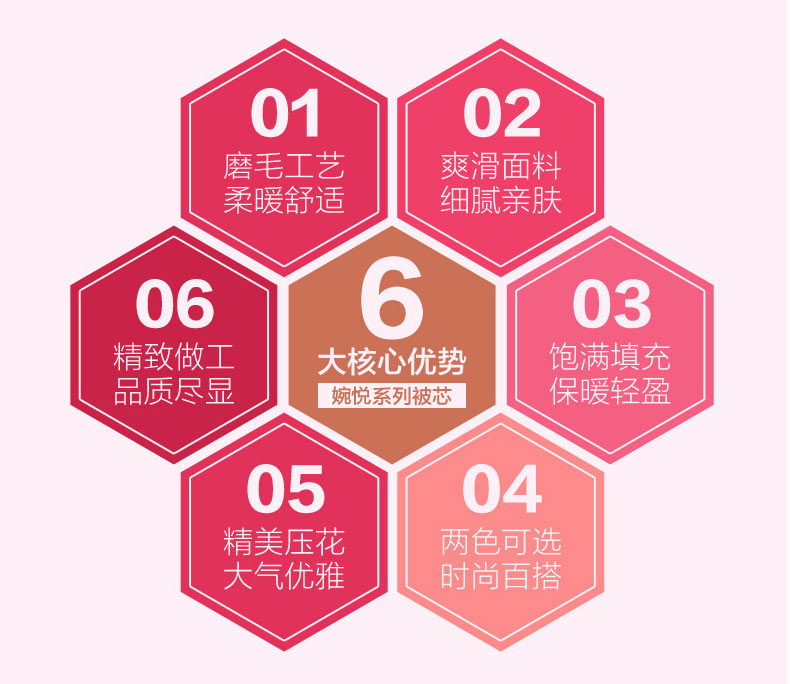 01
磨毛工艺
柔暖舒适
02
爽滑面料
细腻亲肤
03
饱满填充
保暖轻盈
04
两色可选
时尚百搭
05
精美压花
大气优雅
06
精致做工
品质尽显
6
大核心优势
婉悦系列被芯